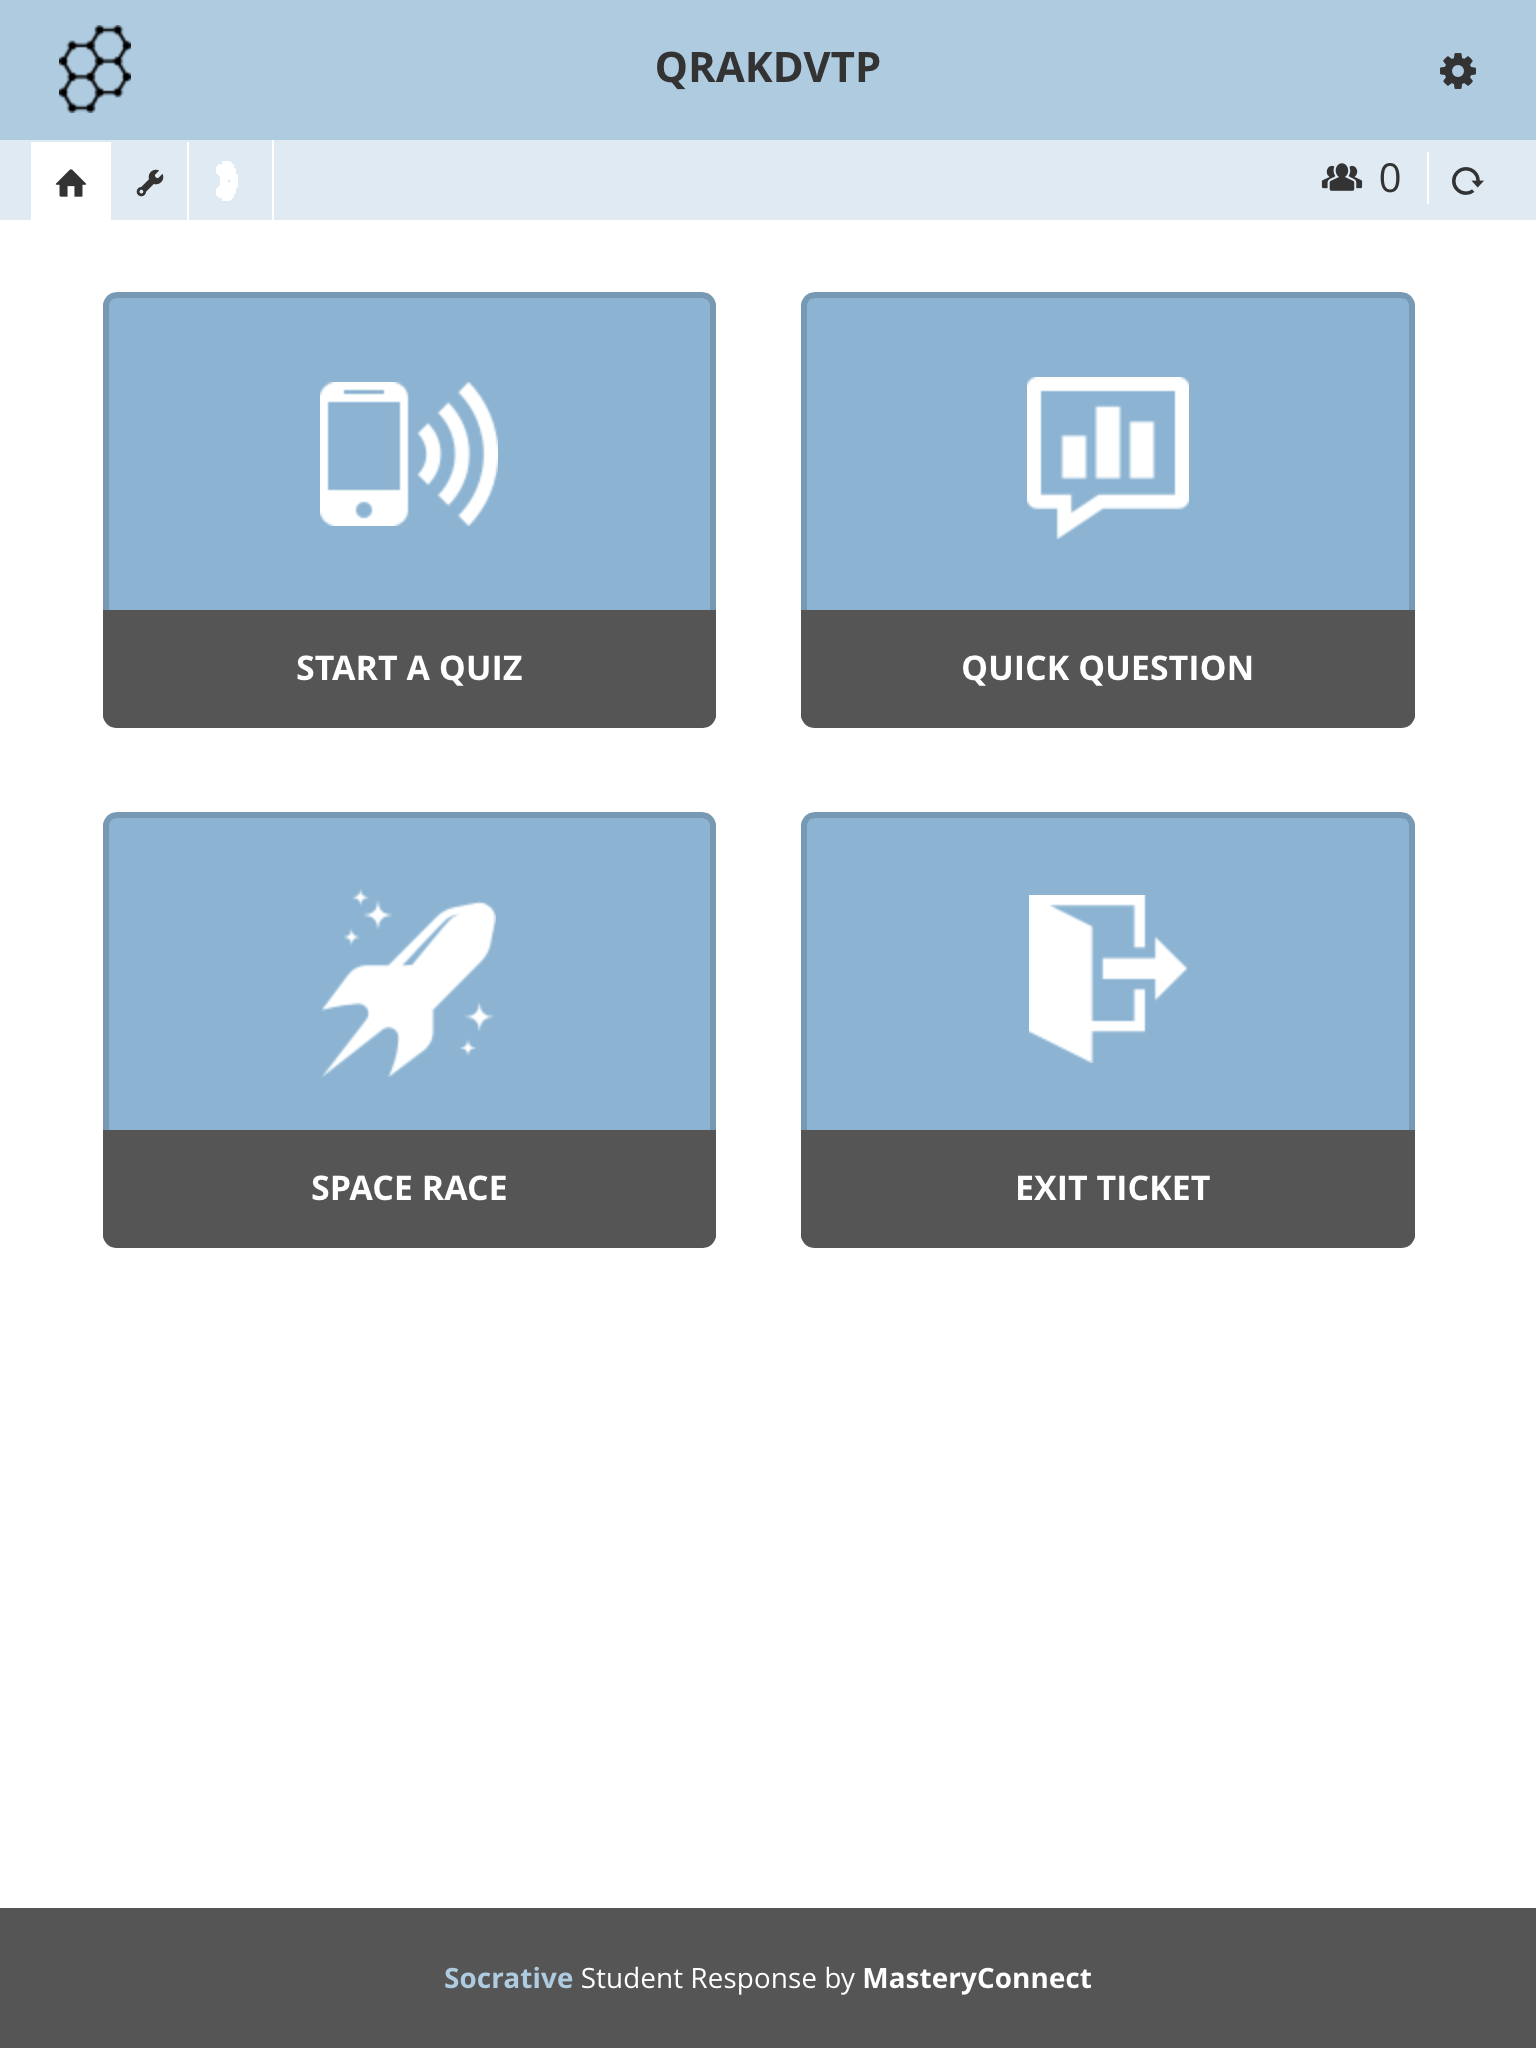 QRAKDVTP
0
START A QUIZ
QUICK QUESTION
SPACE RACE
EXIT TICKET
Socrative Student Response by MasteryConnect